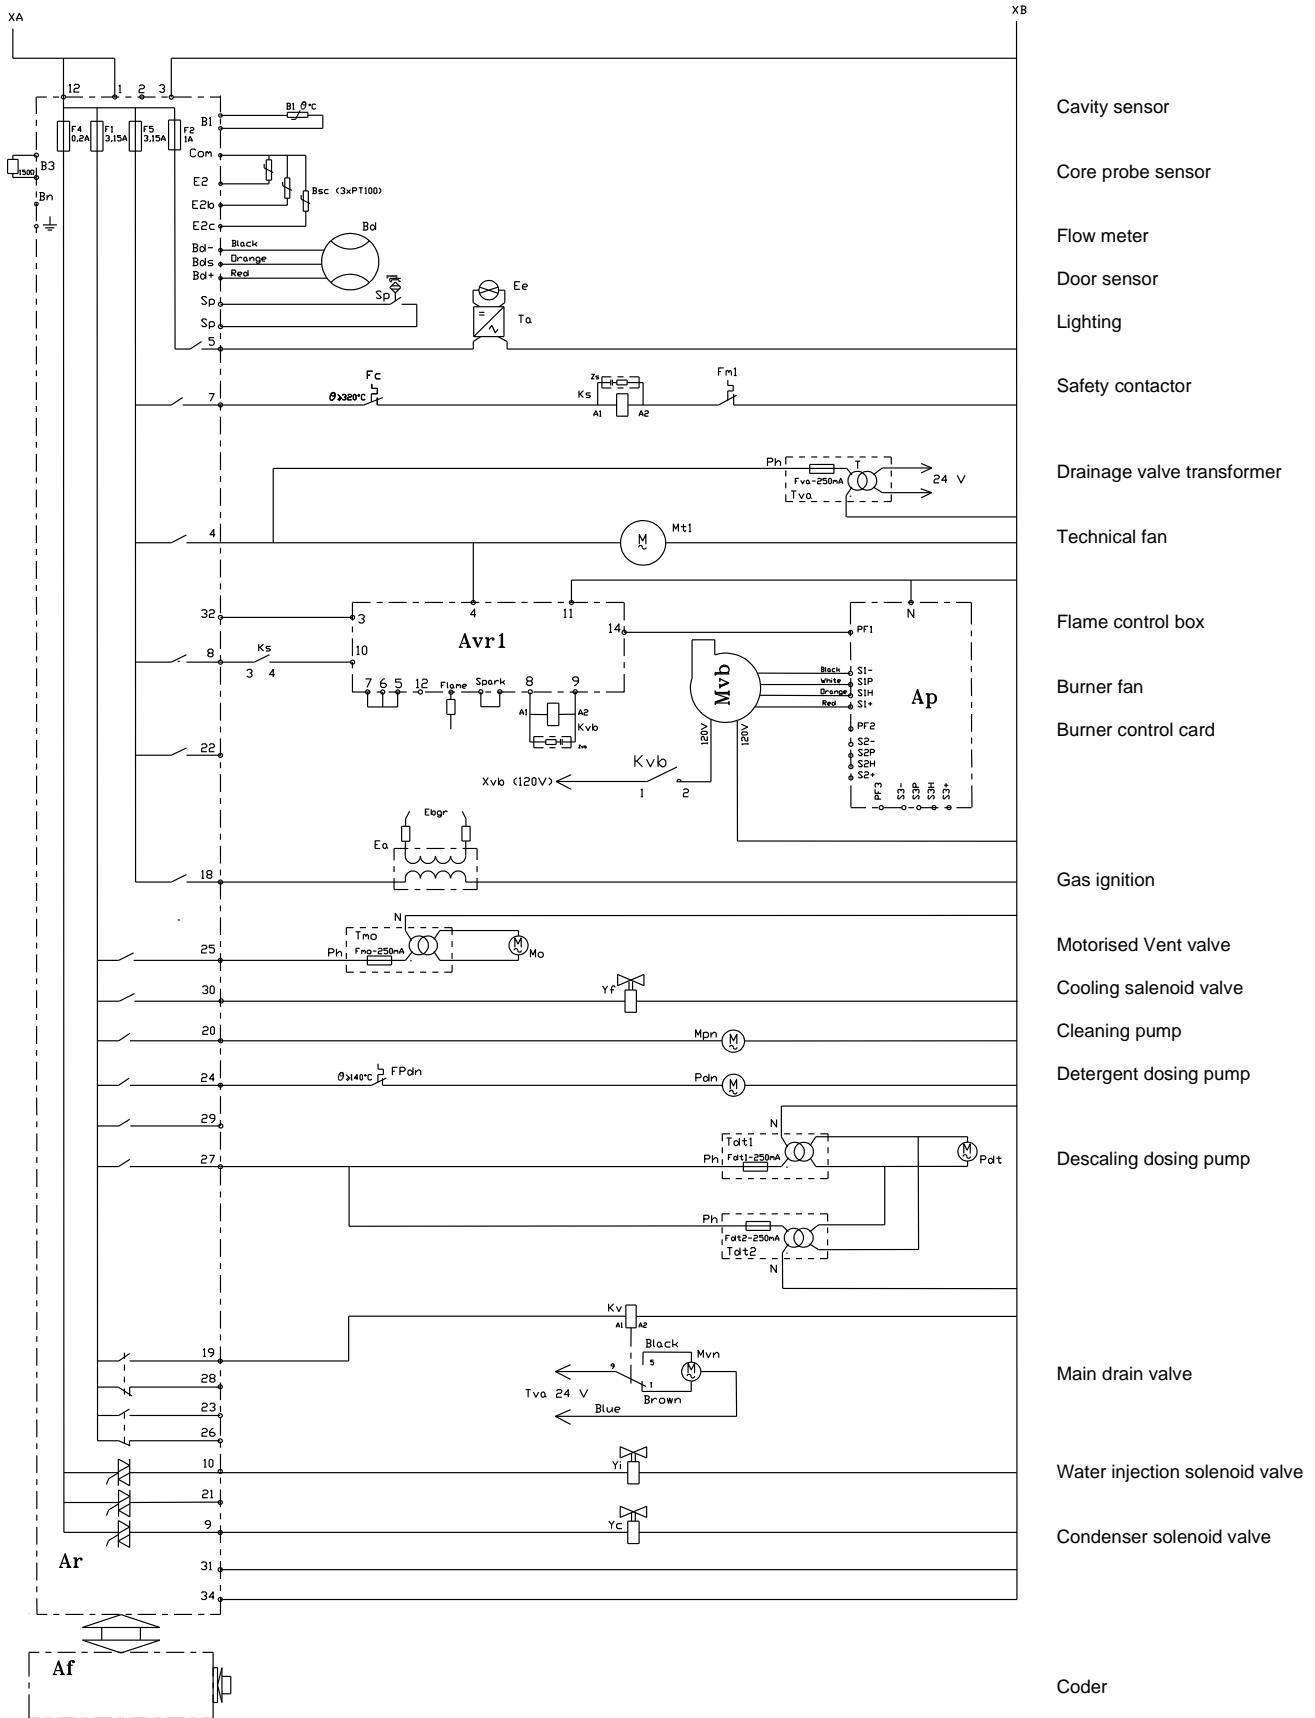 XA
XB
12
1
2
3
F4
0,2A
F1
3,15A
F5
3,15A
F2
1A
B1
B1 θ°C
Cavity sensor
150Ω
B3
Bn
Com
E2
E2b
E2c
Bsc (3xPT100)
Core probe sensor
Bd- Black
Bds Orange
Bd+ Red
Bd
Flow meter
Sp
Sp
Sp
Door sensor
Ee
Ta
=
5
Lighting
7
θ≥320°C
Fc
Zs
Ks
A1
A2
Fm1
Safety contactor
Ph
T
Fva-250mA
Tva
24 V
Drainage valve transformer
4
M
Mt1
Technical fan
32
3
4
11
Avr1
14
N
PF1
Flame control box
8
Ks
3 4
10
7 6 5
12
Flame
Spark
8
9
A1
A2
Kvb
Zvb
Mvb
120V
120V
Black
White
Orange
Red
S1-
S1P
S1H
S1+
Ap
Burner fan
PF2
S2-
S2P
S2H
S2+
PF3
S3-
S3P
S3H
S3+
Burner control card
22
Xvb (120V)
Kvb
1
2
Ebgr
Ea
18
Gas ignition
25
Ph
N
Tmo
Fmo-250mA
M
Mo
Motorised Vent valve
30
Yf
Cooling salenoid valve
20
Mpn
M
Cleaning pump
24
θ≥140°C
FPdn
Pdn
M
Detergent dosing pump
29
27
N
Tdt1
Ph
Fdt1-250mA
M
Pdt
Descaling dosing pump
Ph
Fdt2-250mA
Tdt2
N
19
Kv
A1
A2
28
Black
9
5
1
M
Mvn
Tva 24 V
Brown
Blue
Main drain valve
23
26
10
Yi
Water injection solenoid valve
21
9
Yc
Condenser solenoid valve
Ar
31
34
Af
Coder